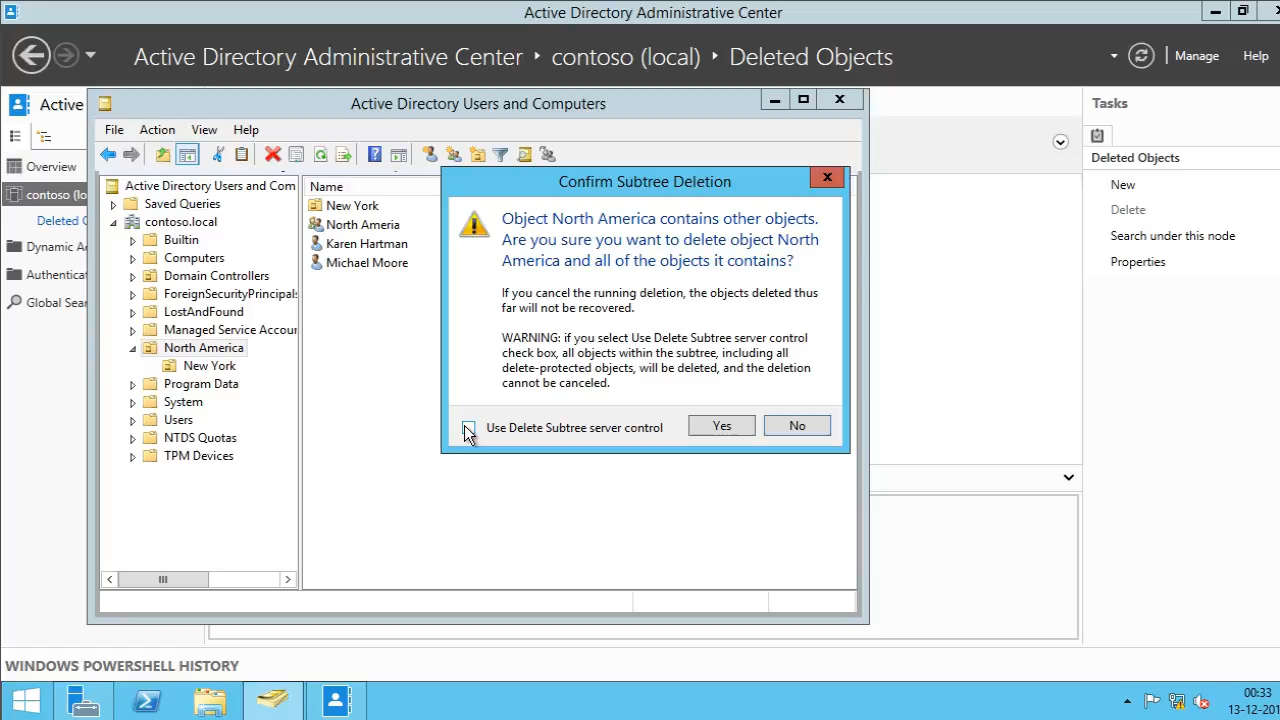 Active Directory Administrative Center
Active Directory Administrative Center • contoso (local) • Deleted Objects
Manage
Help
Active
Overview
contoso (lo
Deleted O
Dynamic A
Authentica
Global Sea
Active Directory Users and Computers
File Action View Help
Active Directory Users and Com
Saved Queries
contoso.local
Builtin
Computers
Domain Controllers
ForeignSecurityPrincipals
LostAndFound
Managed Service Accour
North America
New York
Program Data
System
Users
NTDS Quotas
TPM Devices
Name
New York
North Ameria
Karen Hartman
Michael Moore
Confirm Subtree Deletion
Object North America contains other objects.
Are you sure you want to delete object North
America and all of the objects it contains?
If you cancel the running deletion, the objects deleted thus
far will not be recovered.
WARNING: if you select Use Delete Subtree server control
check box, all objects within the subtree, including all
delete-protected objects, will be deleted, and the deletion
cannot be canceled.
Use Delete Subtree server control
Yes
No
Tasks
Deleted Objects
New
Delete
Search under this node
Properties
WINDOWS POWERSHELL HISTORY
00:33
13-12-201